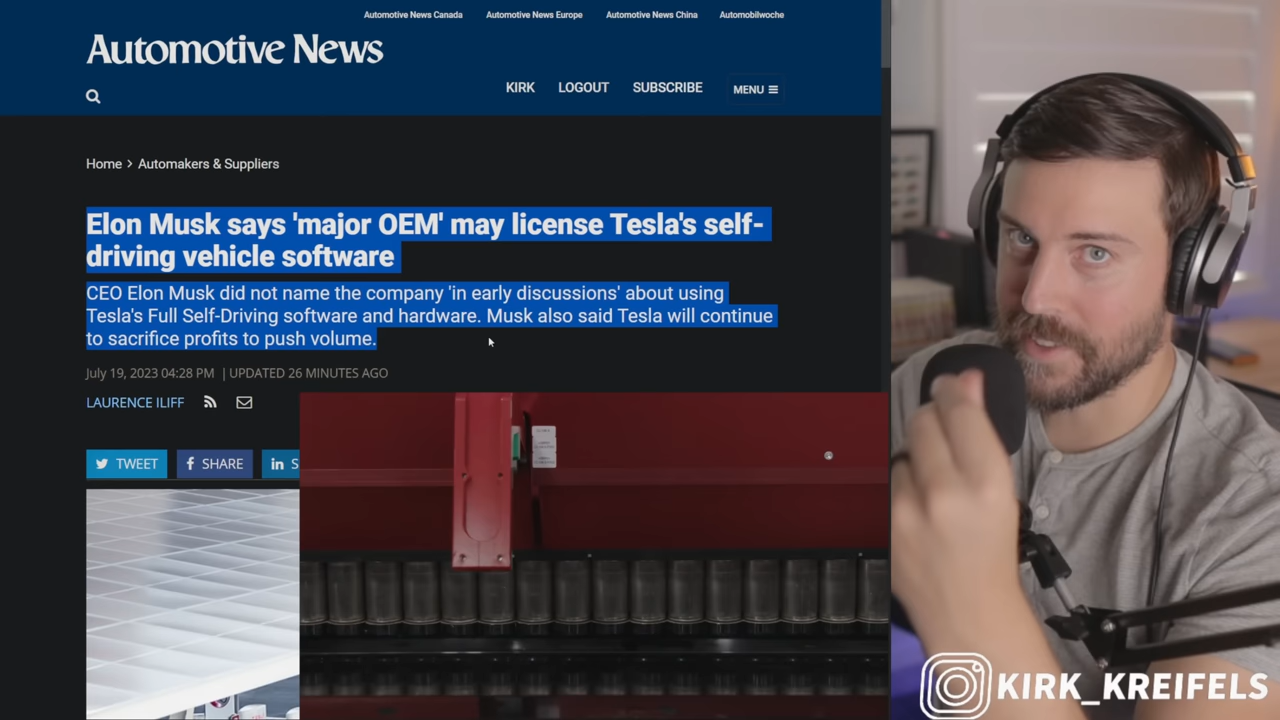 Automotive News Canada Automotive News Europe Automotive News China Automobilwoche
Automotive News
KIRK LOGOUT SUBSCRIBE MENU
Home > Automakers & Suppliers
Elon Musk says 'major OEM' may license Tesla's self-
driving vehicle software
CEO Elon Musk did not name the company 'in early discussions' about using
Tesla's Full Self-Driving software and hardware. Musk also said Tesla will continue
to sacrifice profits to push volume.
July 19, 2023 04:28 PM | UPDATED 26 MINUTES AGO
LAURENCE ILIFF
TWEET SHARE S
KIRK_KREIFELS